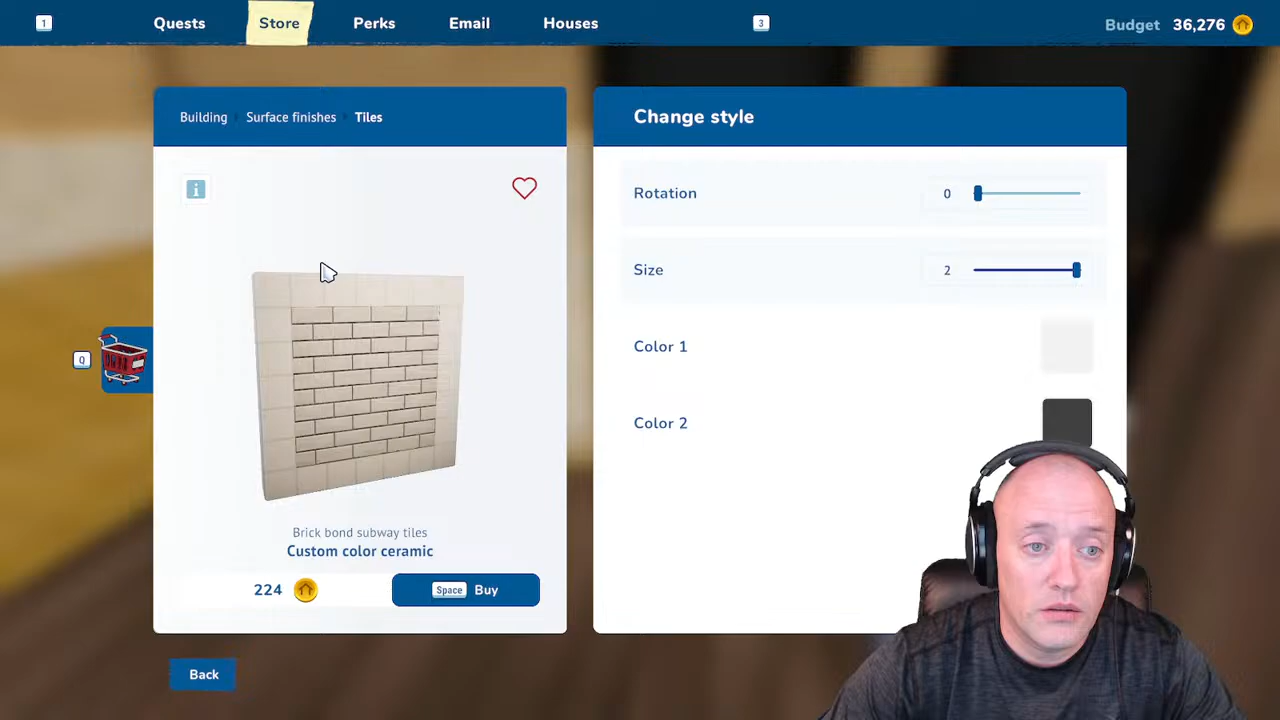 1
Quests
Store
Perks
Email
Houses
3
Budget 36,276
Building
Surface finishes
Tiles
Change style
i
Rotation
0
Size
2
Color 1
Q
Color 2
Brick bond subway tiles
Custom color ceramic
224
Space Buy
Back